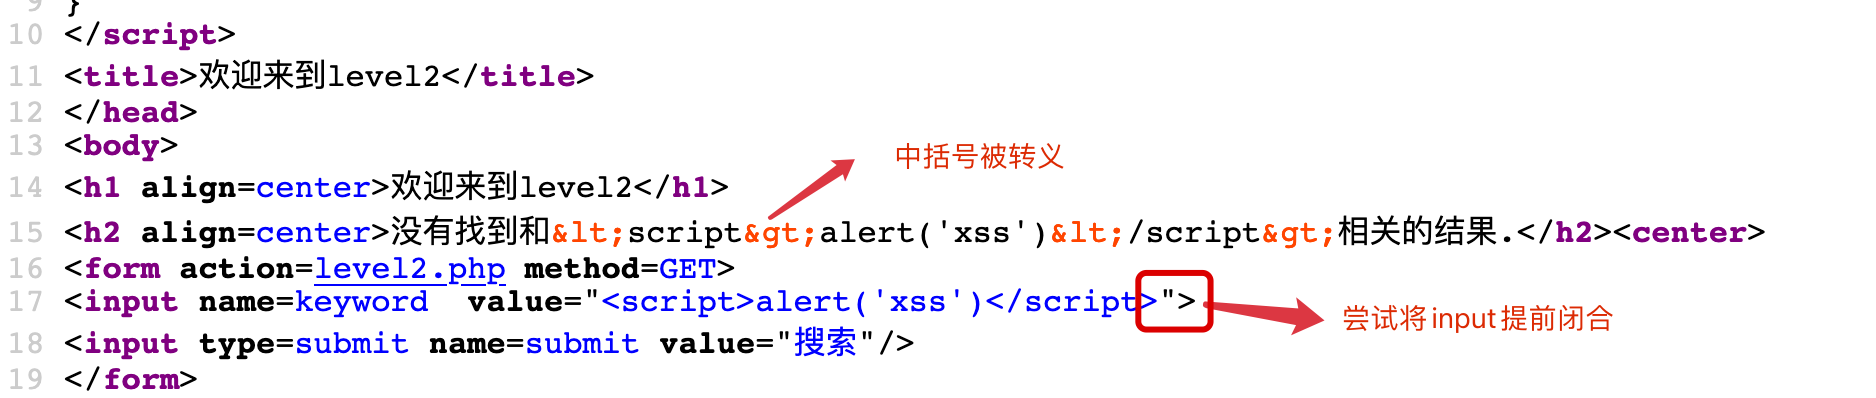 9 }
10 </script>
11 <title>欢迎来到level2</title>
12 </head>
13 <body>
中括号被转义
14 <h1 align=center>欢迎来到level2</h1>
15 <h2 align=center>没有找到和&lt;script&gt;alert('xss')&lt;/script&gt;相关的结果.</h2><center>
16 <form action=level2.php method=GET>
17 <input name=keyword  value="<script>alert('xss')</script>">
尝试将input提前闭合
18 <input type=submit name=submit value="搜索"/>
19 </form>